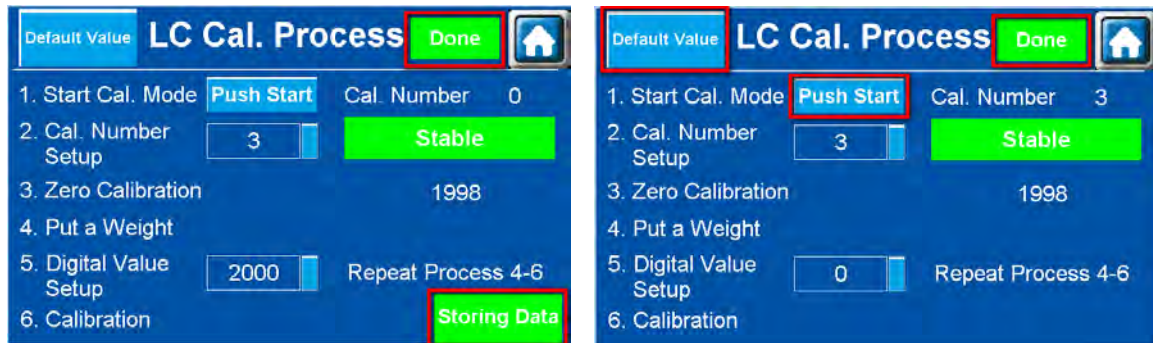 Default Value LC Cal. Process Done
1. Start Cal. Mode Push Start Cal. Number 0
2. Cal. Number Setup 3 Stable
3. Zero Calibration 1998
4. Put a Weight
5. Digital Value Setup 2000 Repeat Process 4-6
6. Calibration Storing Data
Default Value LC Cal. Process Done
1. Start Cal. Mode Push Start Cal. Number 3
2. Cal. Number Setup 3 Stable
3. Zero Calibration 1998
4. Put a Weight
5. Digital Value Setup 0 Repeat Process 4-6
6. Calibration